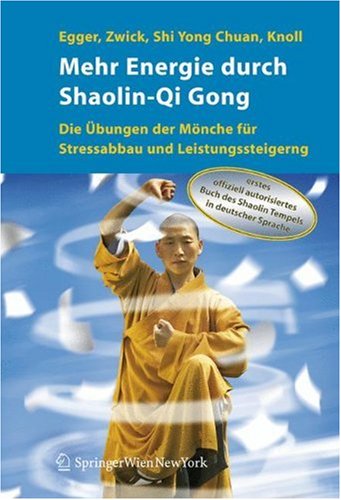 Egger, Zwick, Shi Yong Chuan, Knoll
Mehr Energie durch
Shaolin-Qi Gong
Die Übungen der Mönche für
Stressabbau und Leistungssteigerng
erstes
offiziell autorisiertes
Buch des Shaolin Tempels
in deutscher Sprache
SpringerWienNewYork